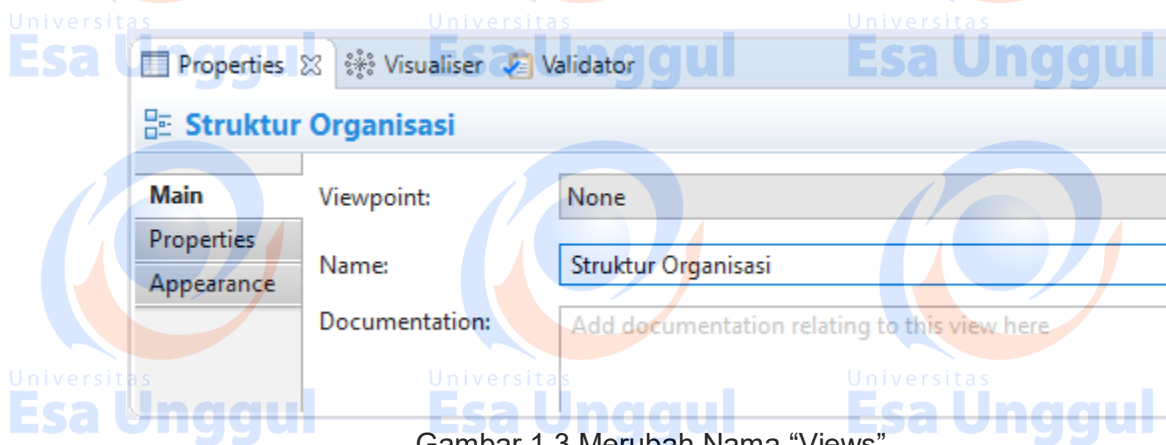 Universitas Universitas Universitas
Esa Unggul Esa Unggul Esa Unggul
Properties Visualiser Validator
Struktur Organisasi
Main Viewpoint: None
Properties
Name: Struktur Organisasi
Appearance
Documentation: Add documentation relating to this view here
Universitas Universitas Universitas
Esa Unggul Esa Unggul Esa Unggul
Gambar 1.3 Merubah Nama “Views”